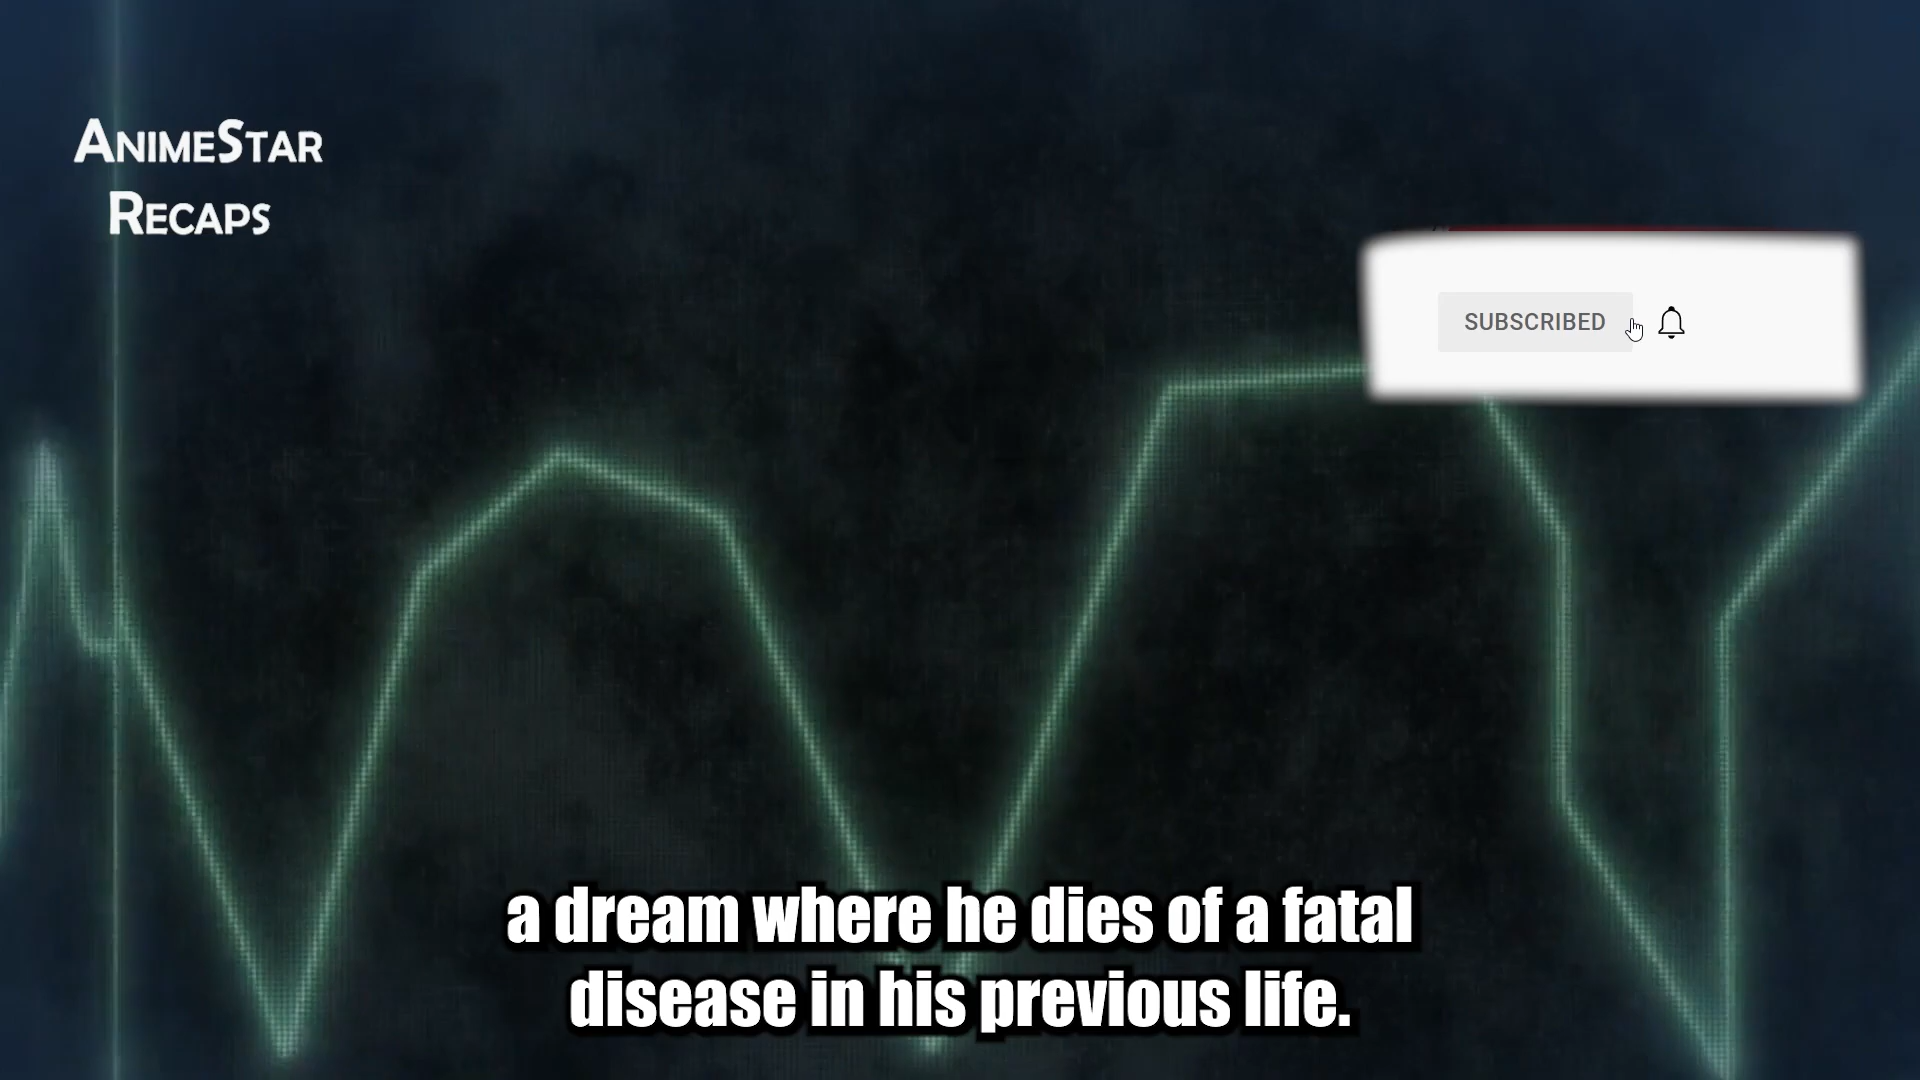 ANIMESTAR
RECAPS
SUBSCRIBED
a dream where he dies of a fatal
disease in his previous life.